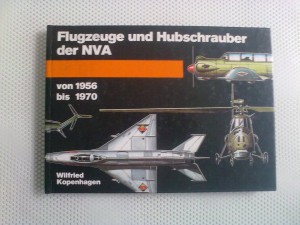 Flugzeuge und Hubschrauber
der NVA
von 1956
bis 1970
Wilfried
Kopenhagen